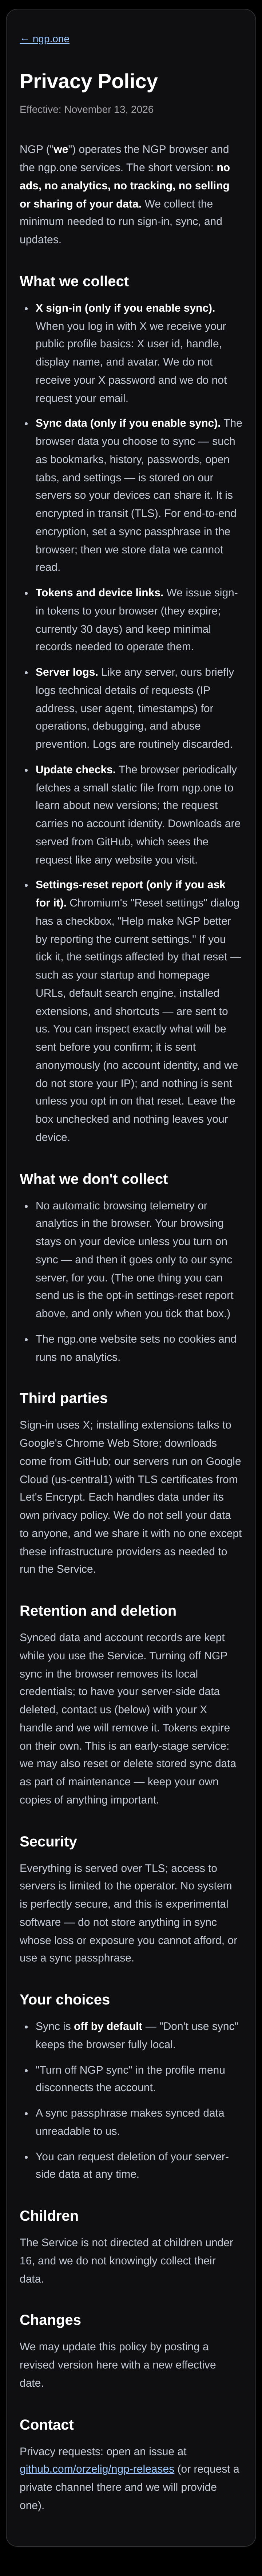 ← ngp.one
Privacy Policy
Effective: November 13, 2026
NGP ("we") operates the NGP browser and
the ngp.one services. The short version: no
ads, no analytics, no tracking, no selling
or sharing of your data. We collect the
minimum needed to run sign-in, sync, and
updates.
What we collect
• X sign-in (only if you enable sync).
When you log in with X we receive your
public profile basics: X user id, handle,
display name, and avatar. We do not
receive your X password and we do not
request your email.
• Sync data (only if you enable sync). The
browser data you choose to sync — such
as bookmarks, history, passwords, open
tabs, and settings — is stored on our
servers so your devices can share it. It is
encrypted in transit (TLS). For end-to-end
encryption, set a sync passphrase in the
browser; then we store data we cannot
read.
• Tokens and device links. We issue sign-
in tokens to your browser (they expire;
currently 30 days) and keep minimal
records needed to operate them.
• Server logs. Like any server, ours briefly
logs technical details of requests (IP
address, user agent, timestamps) for
operations, debugging, and abuse
prevention. Logs are routinely discarded.
• Update checks. The browser periodically
fetches a small static file from ngp.one to
learn about new versions; the request
carries no account identity. Downloads are
served from GitHub, which sees the
request like any website you visit.
• Settings-reset report (only if you ask
for it). Chromium's "Reset settings" dialog
has a checkbox, "Help make NGP better
by reporting the current settings." If you
tick it, the settings affected by that reset —
such as your startup and homepage
URLs, default search engine, installed
extensions, and shortcuts — are sent to
us. You can inspect exactly what will be
sent before you confirm; it is sent
anonymously (no account identity, and we
do not store your IP); and nothing is sent
unless you opt in on that reset. Leave the
box unchecked and nothing leaves your
device.
What we don't collect
• No automatic browsing telemetry or
analytics in the browser. Your browsing
stays on your device unless you turn on
sync — and then it goes only to our sync
server, for you. (The one thing you can
send us is the opt-in settings-reset report
above, and only when you tick that box.)
• The ngp.one website sets no cookies and
runs no analytics.
Third parties
Sign-in uses X; installing extensions talks to
Google's Chrome Web Store; downloads
come from GitHub; our servers run on Google
Cloud (us-central1) with TLS certificates from
Let's Encrypt. Each handles data under its
own privacy policy. We do not sell your data
to anyone, and we share it with no one except
these infrastructure providers as needed to
run the Service.
Retention and deletion
Synced data and account records are kept
while you use the Service. Turning off NGP
sync in the browser removes its local
credentials; to have your server-side data
deleted, contact us (below) with your X
handle and we will remove it. Tokens expire
on their own. This is an early-stage service:
we may also reset or delete stored sync data
as part of maintenance — keep your own
copies of anything important.
Security
Everything is served over TLS; access to
servers is limited to the operator. No system
is perfectly secure, and this is experimental
software — do not store anything in sync
whose loss or exposure you cannot afford, or
use a sync passphrase.
Your choices
• Sync is off by default — "Don't use sync"
keeps the browser fully local.
• "Turn off NGP sync" in the profile menu
disconnects the account.
• A sync passphrase makes synced data
unreadable to us.
• You can request deletion of your server-
side data at any time.
Children
The Service is not directed at children under
16, and we do not knowingly collect their
data.
Changes
We may update this policy by posting a
revised version here with a new effective
date.
Contact
Privacy requests: open an issue at
github.com/orzelig/ngp-releases (or request a
private channel there and we will provide
one).